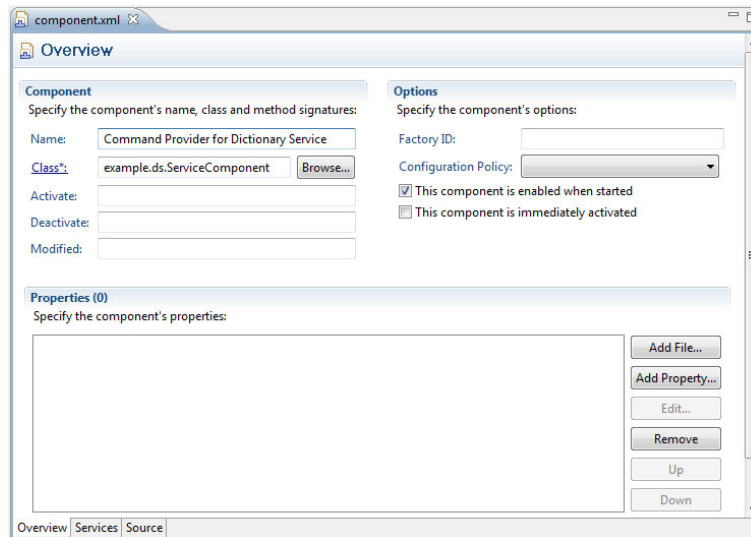 component.xml
Overview
Component
Specify the component's name, class and method signatures:
Name: Command Provider for Dictionary Service
Class*: example.ds.ServiceComponent Browse...
Activate:
Deactivate:
Modified:
Options
Specify the component's options:
Factory ID:
Configuration Policy:
This component is enabled when started
This component is immediately activated
Properties (0)
Specify the component's properties:
Add File...
Add Property...
Edit...
Remove
Up
Down
Overview Services Source